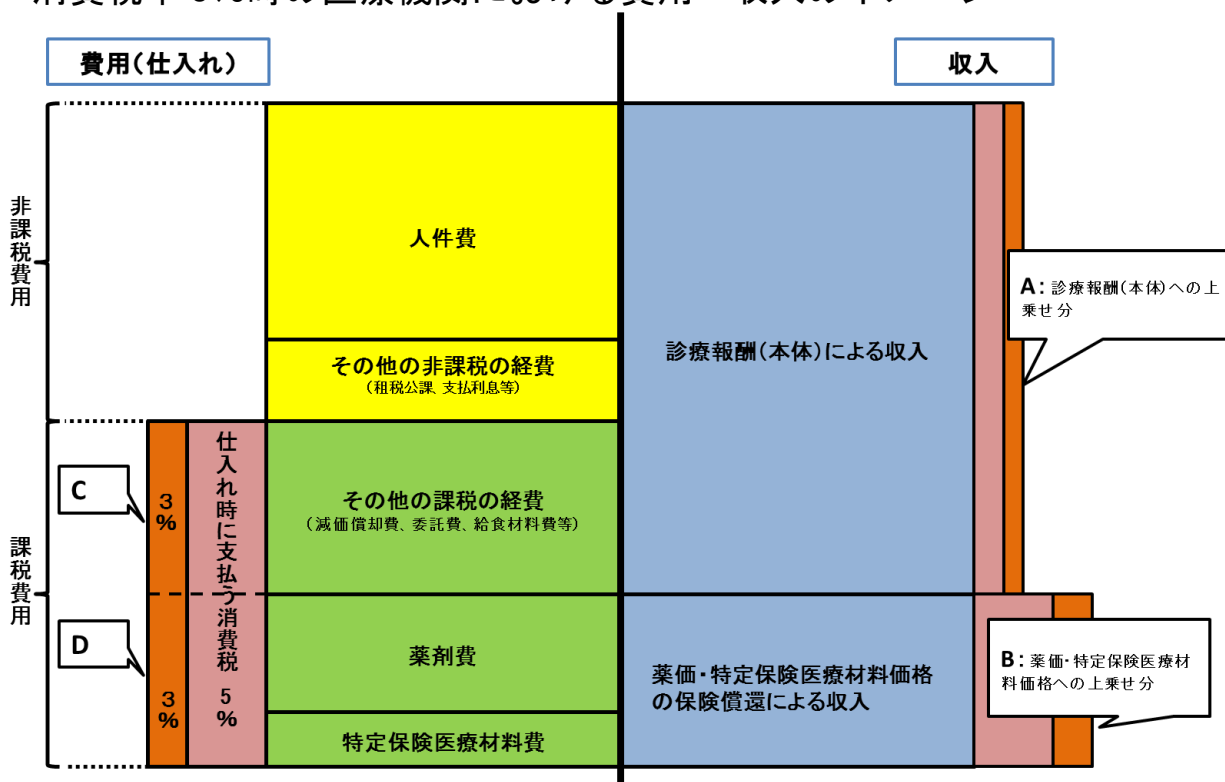 費用(仕入れ)
収入
非課税費用
人件費
その他の非課税の経費
(租税公課、支払利息等)
診療報酬(本体)による収入
A:診療報酬(本体)への上
乗せ分
課税費用
C
3
%
仕入れ時に支払う消費税 5%
その他の課税の経費
(減価償却費、委託費、給食材料費等)
D
3
%
薬剤費
特定保険医療材料費
薬価・特定保険医療材料価格
の保険償還による収入
B:薬価・特定保険医療材
料価格への上乗せ分